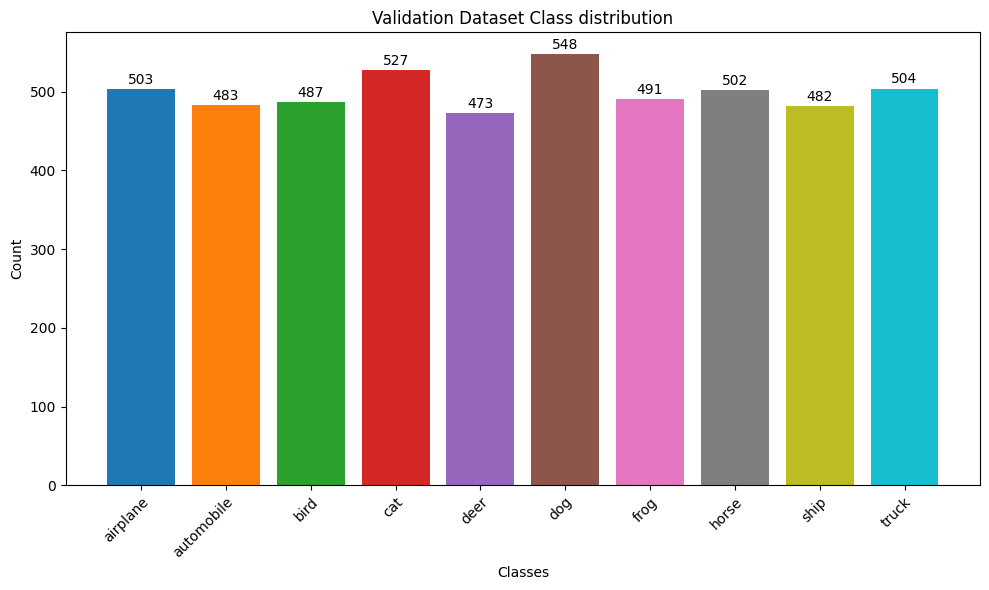 Validation Dataset Class distribution
548
527
503
504
502
491
487
483
482
473
500
400
300
200
100
0
Count
airplane
automobile
bird
cat
deer
dog
frog
horse
ship
truck
Classes